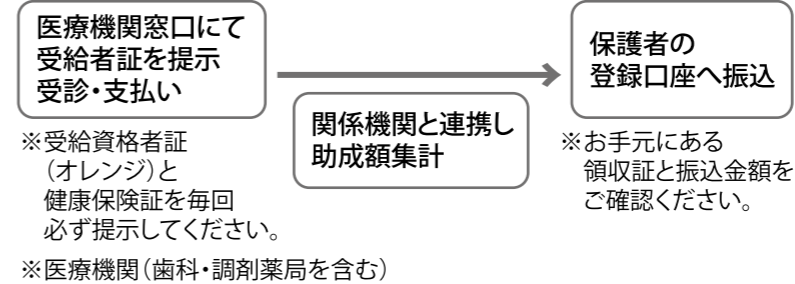 医療機関窓口にて
受給者証を提示
受診・支払い
※受給資格者証
（オレンジ）と
健康保険証を毎回
必ず提示してください。
※医療機関（歯科・調剤薬局を含む）
関係機関と連携し
助成額集計
保護者の
登録口座へ振込
※お手元にある
領収証と振込金額を
ご確認ください。